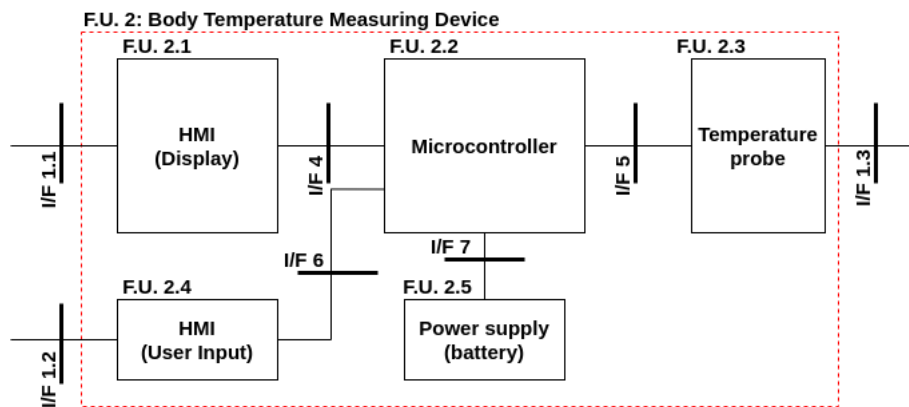 F.U. 2: Body Temperature Measuring Device
F.U. 2.1
F.U. 2.2
F.U. 2.3
HMI
(Display)
Microcontroller
Temperature
probe
I/F 1.1
I/F 4
I/F 5
I/F 1.3
I/F 6
I/F 7
F.U. 2.4
F.U. 2.5
HMI
(User Input)
Power supply
(battery)
I/F 1.2